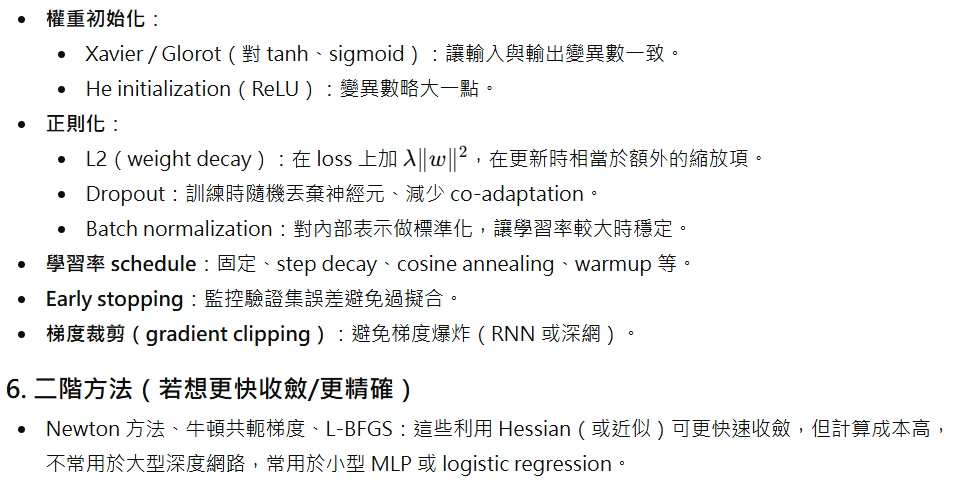 • 權重初始化：
• Xavier / Glorot（對 tanh、sigmoid）：讓輸入與輸出變異數一致。
• He initialization（ReLU）：變異數略大一點。
• 正則化：
• L2（weight decay）：在 loss 上加 λ‖w‖²，在更新時相當於額外的縮放項。
• Dropout：訓練時隨機丟棄神經元、減少 co-adaptation。
• Batch normalization：對內部表示做標準化，讓學習率較大時穩定。
• 學習率 schedule：固定、step decay、cosine annealing、warmup 等。
• Early stopping：監控驗證集誤差避免過擬合。
• 梯度裁剪（gradient clipping）：避免梯度爆炸（RNN 或深網）。
6. 二階方法（若想更快收斂/更精確）
• Newton 方法、牛頓共軛梯度、L-BFGS：這些利用 Hessian（或近似）可更快速收斂，但計算成本高，
不常用於大型深度網路，常用於小型 MLP 或 logistic regression。